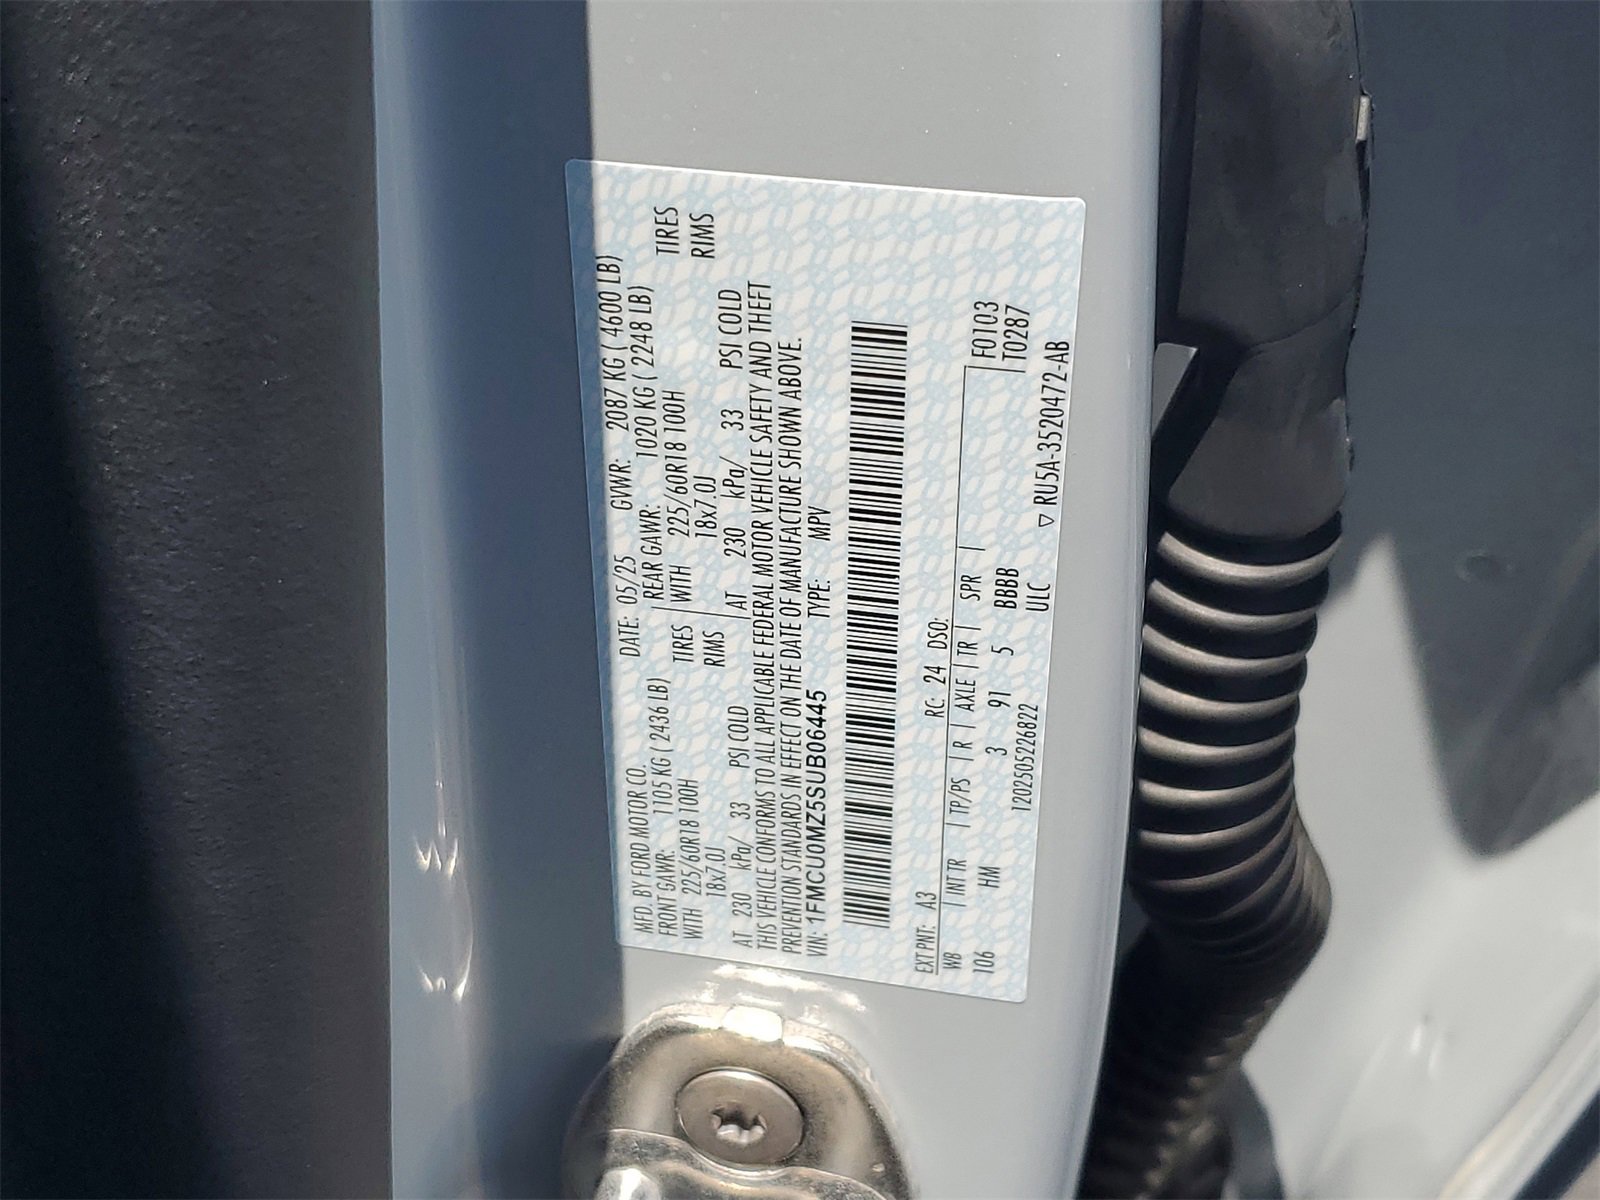 MFD. BY FORD MOTOR CO.
DATE: 05/25 GVWR: 2087 KG ( 4600 LB)
FRONT GAWR: 1105 KG ( 2436 LB) REAR GAWR: 1020 KG ( 2248 LB)
WITH 225/60R18 100H TIRES WITH 225/60R18 100H TIRES
18x7.0J RIMS 18x7.0J RIMS
AT 230 kPa/ 33 PSI COLD AT 230 kPa/ 33 PSI COLD
THIS VEHICLE CONFORMS TO ALL APPLICABLE FEDERAL MOTOR VEHICLE SAFETY AND THEFT
PREVENTION STANDARDS IN EFFECT ON THE DATE OF MANUFACTURE SHOWN ABOVE.
VIN: 1FMCU0MZ5SUB06445 TYPE: MPV
EXT PNT: A3 RC: 24 DSO:
WB | INT TR | TP/PS | R | AXLE | TR | SPR | F0103
106 HM 3 91 5 BBBB T0287
12025052268​22 ULC ▽ RU5A-3520472-AB